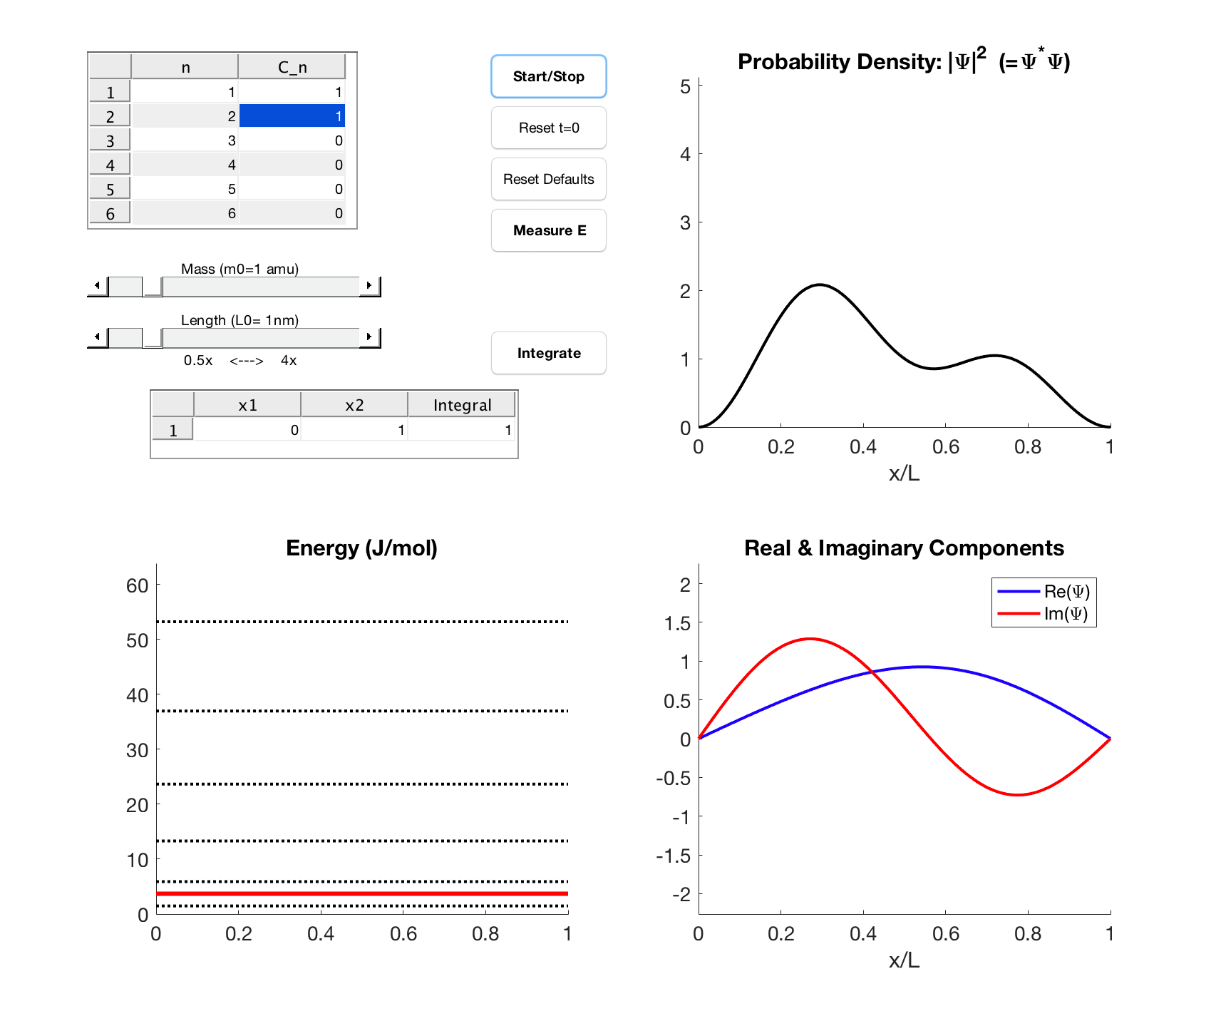 n C_n
1 1 1
2 2 1
3 3 0
4 4 0
5 5 0
6 6 0
Start/Stop
Reset t=0
Reset Defaults
Measure E
Mass (m0=1 amu)
Length (L0= 1nm)
0.5x <---> 4x
Integrate
x1 x2 Integral
1 0 1 1
Probability Density: |Ψ|² (=Ψ*Ψ)
5
4
3
2
1
0
0 0.2 0.4 0.6 0.8 1
x/L
Energy (J/mol)
60
50
40
30
20
10
0
0 0.2 0.4 0.6 0.8 1
Real & Imaginary Components
Re(Ψ)
Im(Ψ)
2
1.5
1
0.5
0
-0.5
-1
-1.5
-2
0 0.2 0.4 0.6 0.8 1
x/L